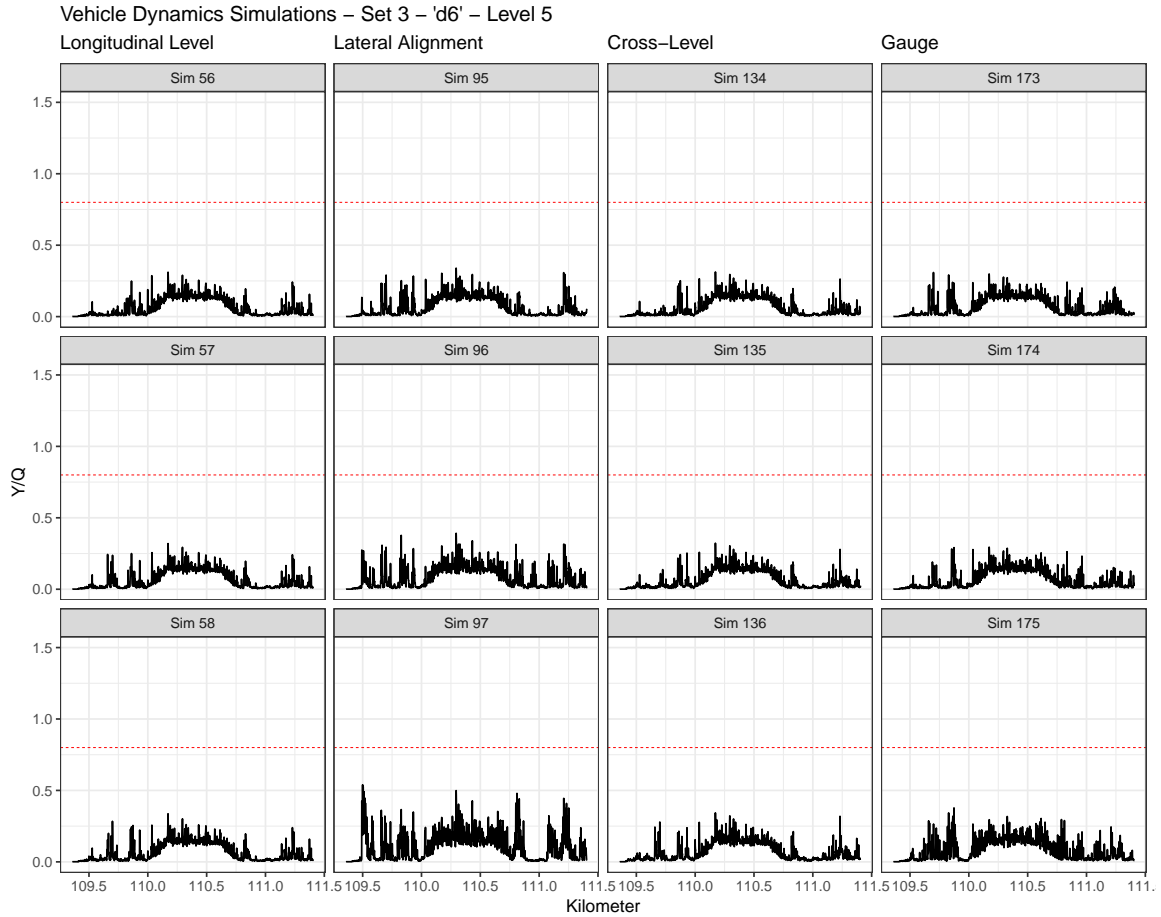 Vehicle Dynamics Simulations – Set 3 – 'd6' – Level 5
Longitudinal Level Lateral Alignment Cross–Level Gauge
Sim 56 Sim 95 Sim 134 Sim 173
1.5
1.0
0.5
0.0
Sim 57 Sim 96 Sim 135 Sim 174
1.5
1.0
0.5
0.0
Y/Q
Sim 58 Sim 97 Sim 136 Sim 175
1.5
1.0
0.5
0.0
109.5 110.0 110.5 111.0 111.5 109.5 110.0 110.5 111.0 111.5 109.5 110.0 110.5 111.0 111.5 109.5 110.0 110.5 111.0 111.
Kilometer